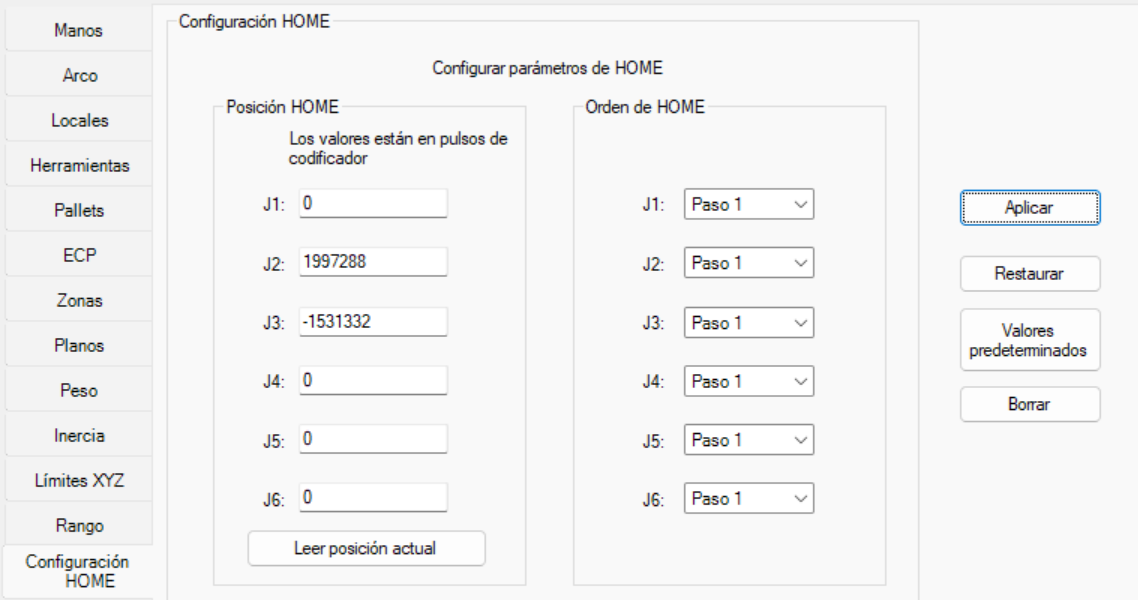 Manos
Arco
Locales
Herramientas
Pallets
ECP
Zonas
Planos
Peso
Inercia
Límites XYZ
Rango
Configuración
HOME
Configuración HOME
Configurar parámetros de HOME
Posición HOME
Los valores están en pulsos de
codificador
J1: 0
J2: 1997288
J3: -1531332
J4: 0
J5: 0
J6: 0
Leer posición actual
Orden de HOME
J1: Paso 1
J2: Paso 1
J3: Paso 1
J4: Paso 1
J5: Paso 1
J6: Paso 1
Aplicar
Restaurar
Valores
predeterminados
Borrar